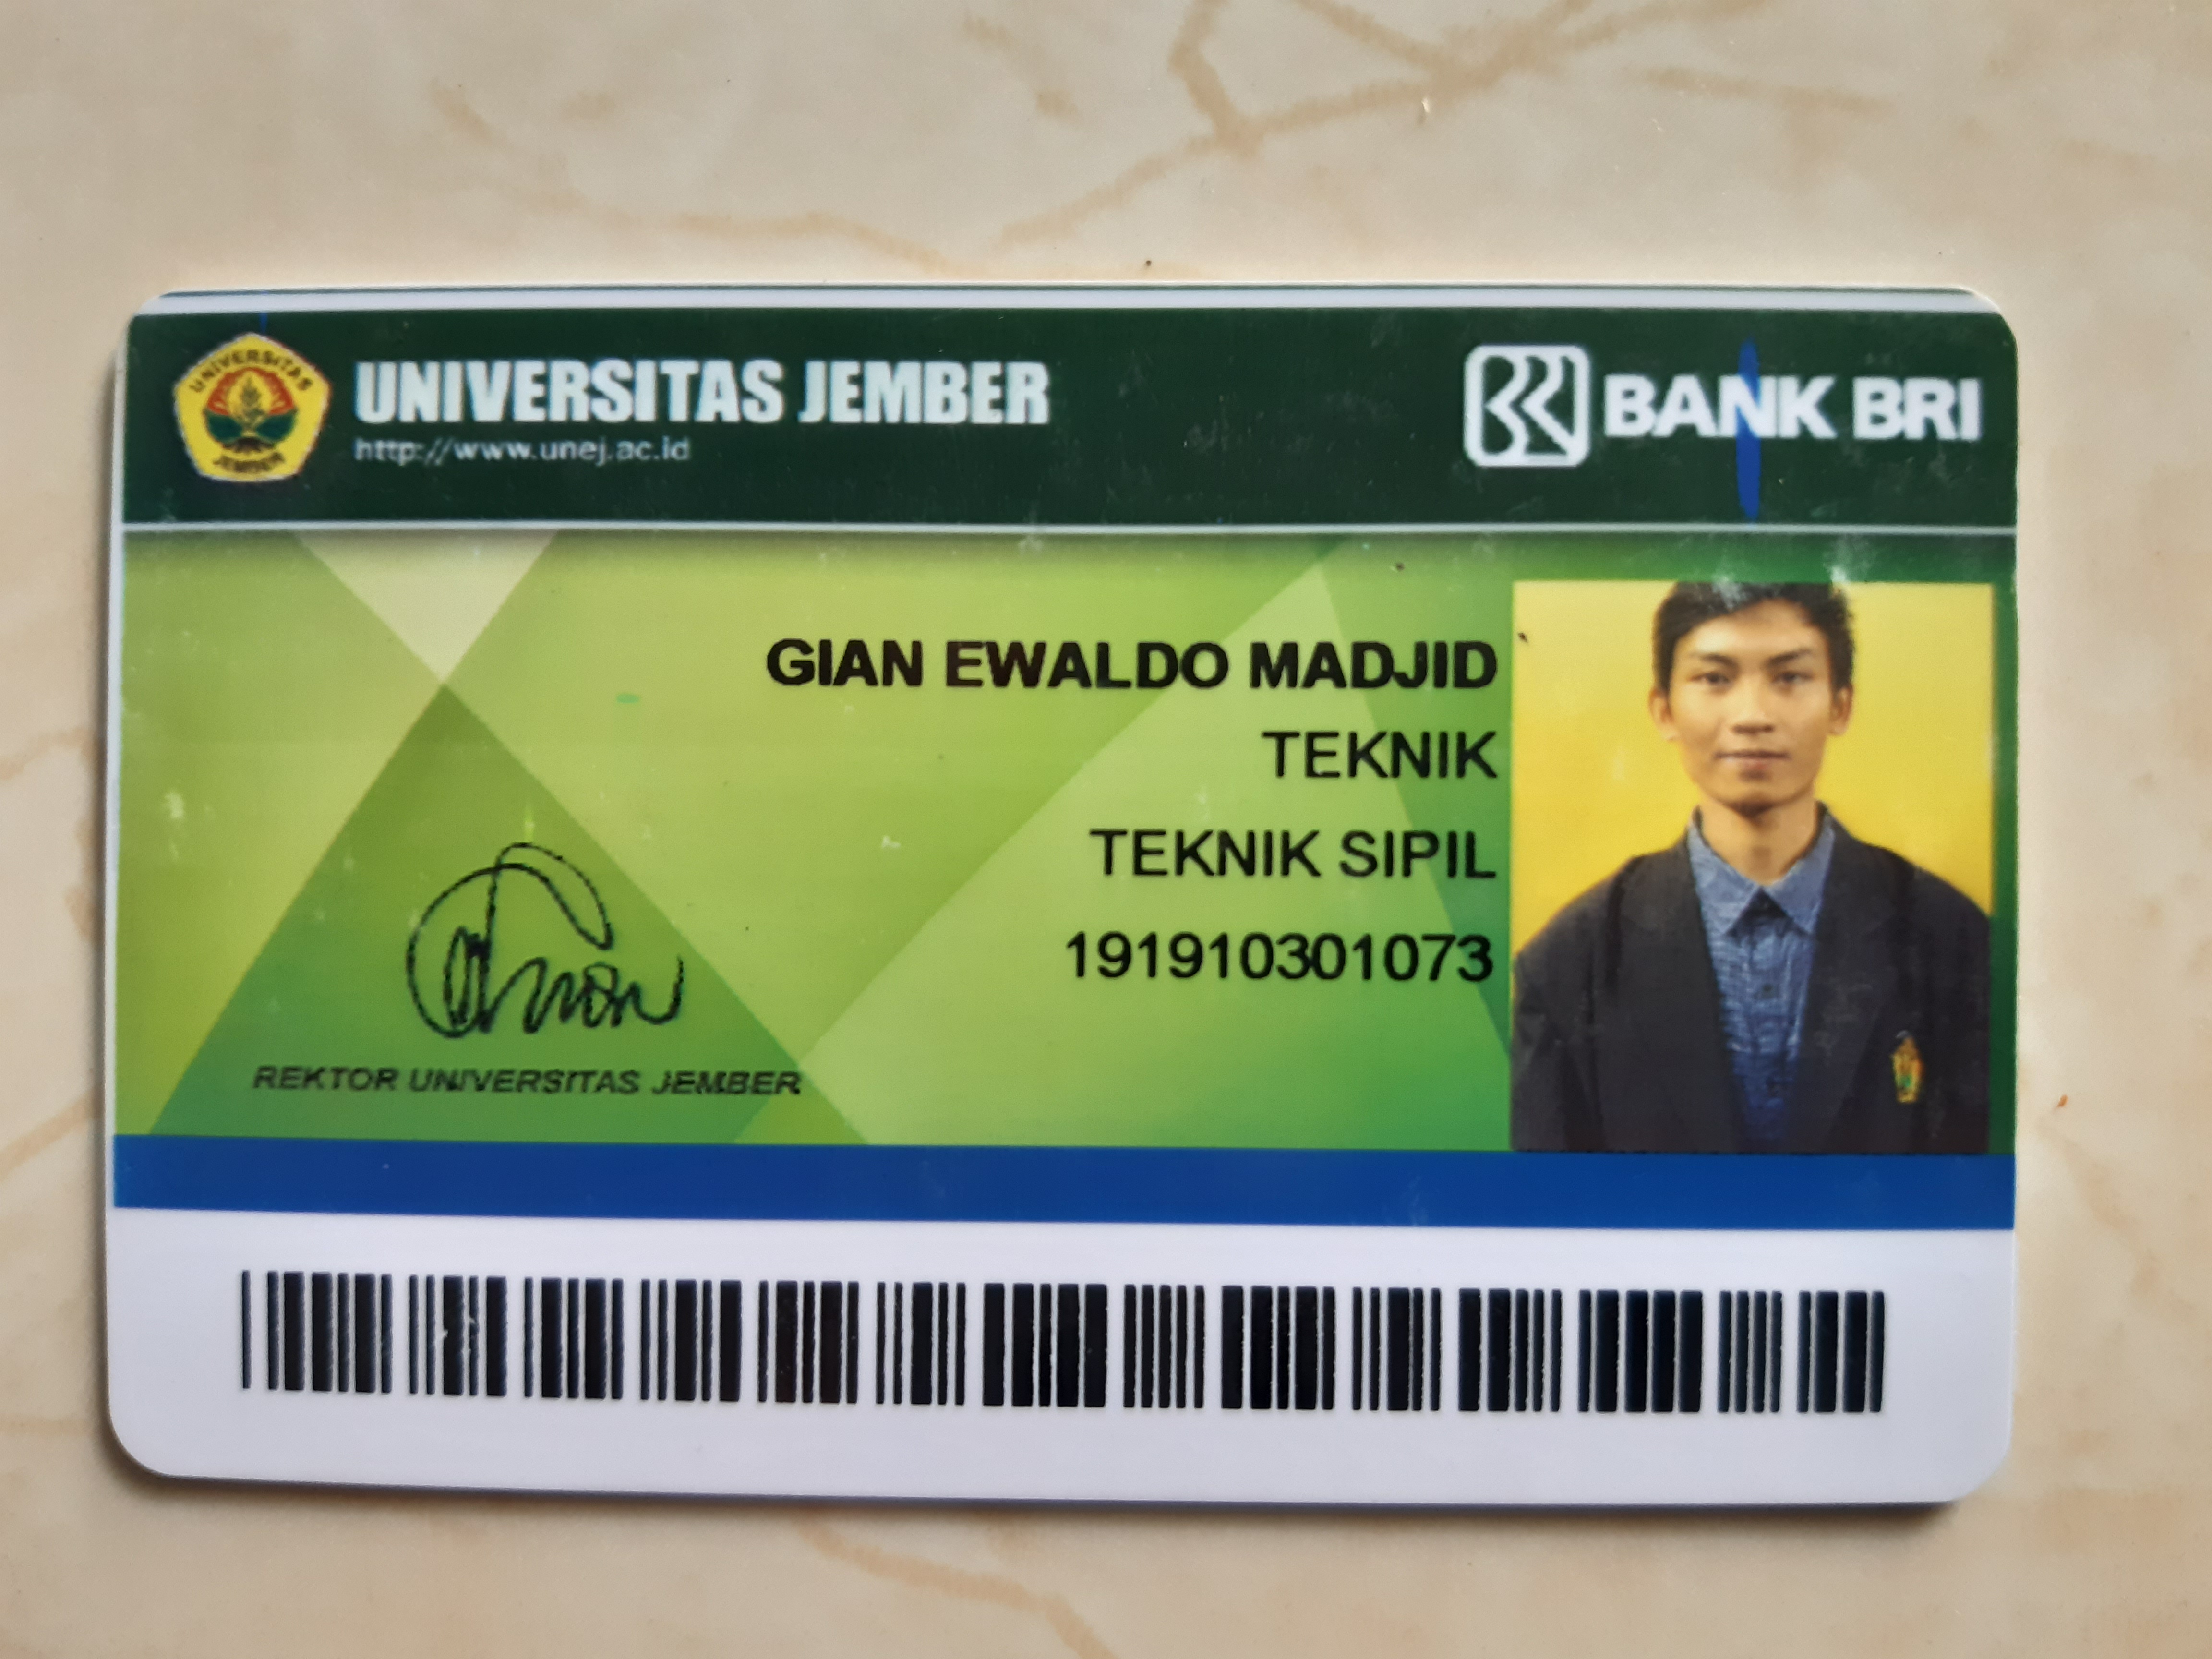 UNIVERSITAS JEMBER
UNIVERSITAS JEMBER
http://www.unej.ac.id
BANK BRI
GIAN EWALDO MADJID
TEKNIK
TEKNIK SIPIL
191910301073
REKTOR UNIVERSITAS JEMBER